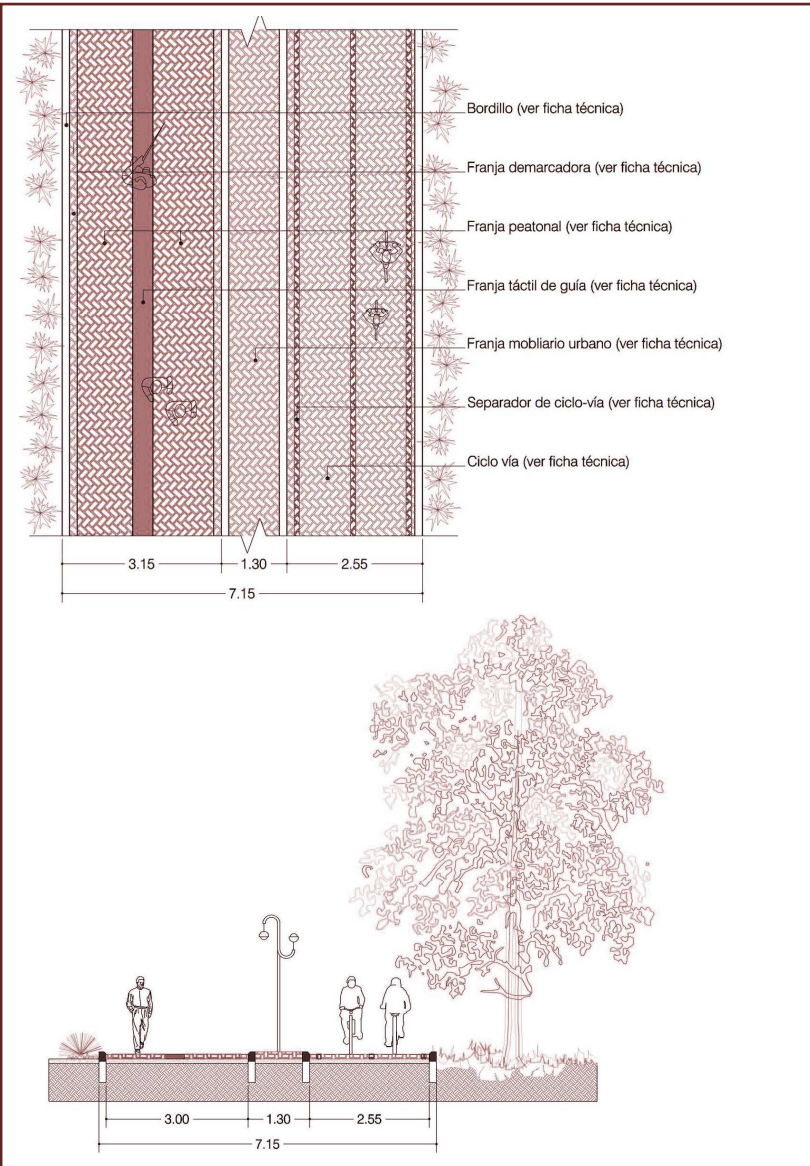 Bordillo (ver ficha técnica)
Franja demarcadora (ver ficha técnica)
Franja peatonal (ver ficha técnica)
Franja táctil de guía (ver ficha técnica)
Franja mobliario urbano (ver ficha técnica)
Separador de ciclo-vía (ver ficha técnica)
Ciclo vía (ver ficha técnica)
3.15 1.30 2.55
7.15
3.00 1.30 2.55
7.15